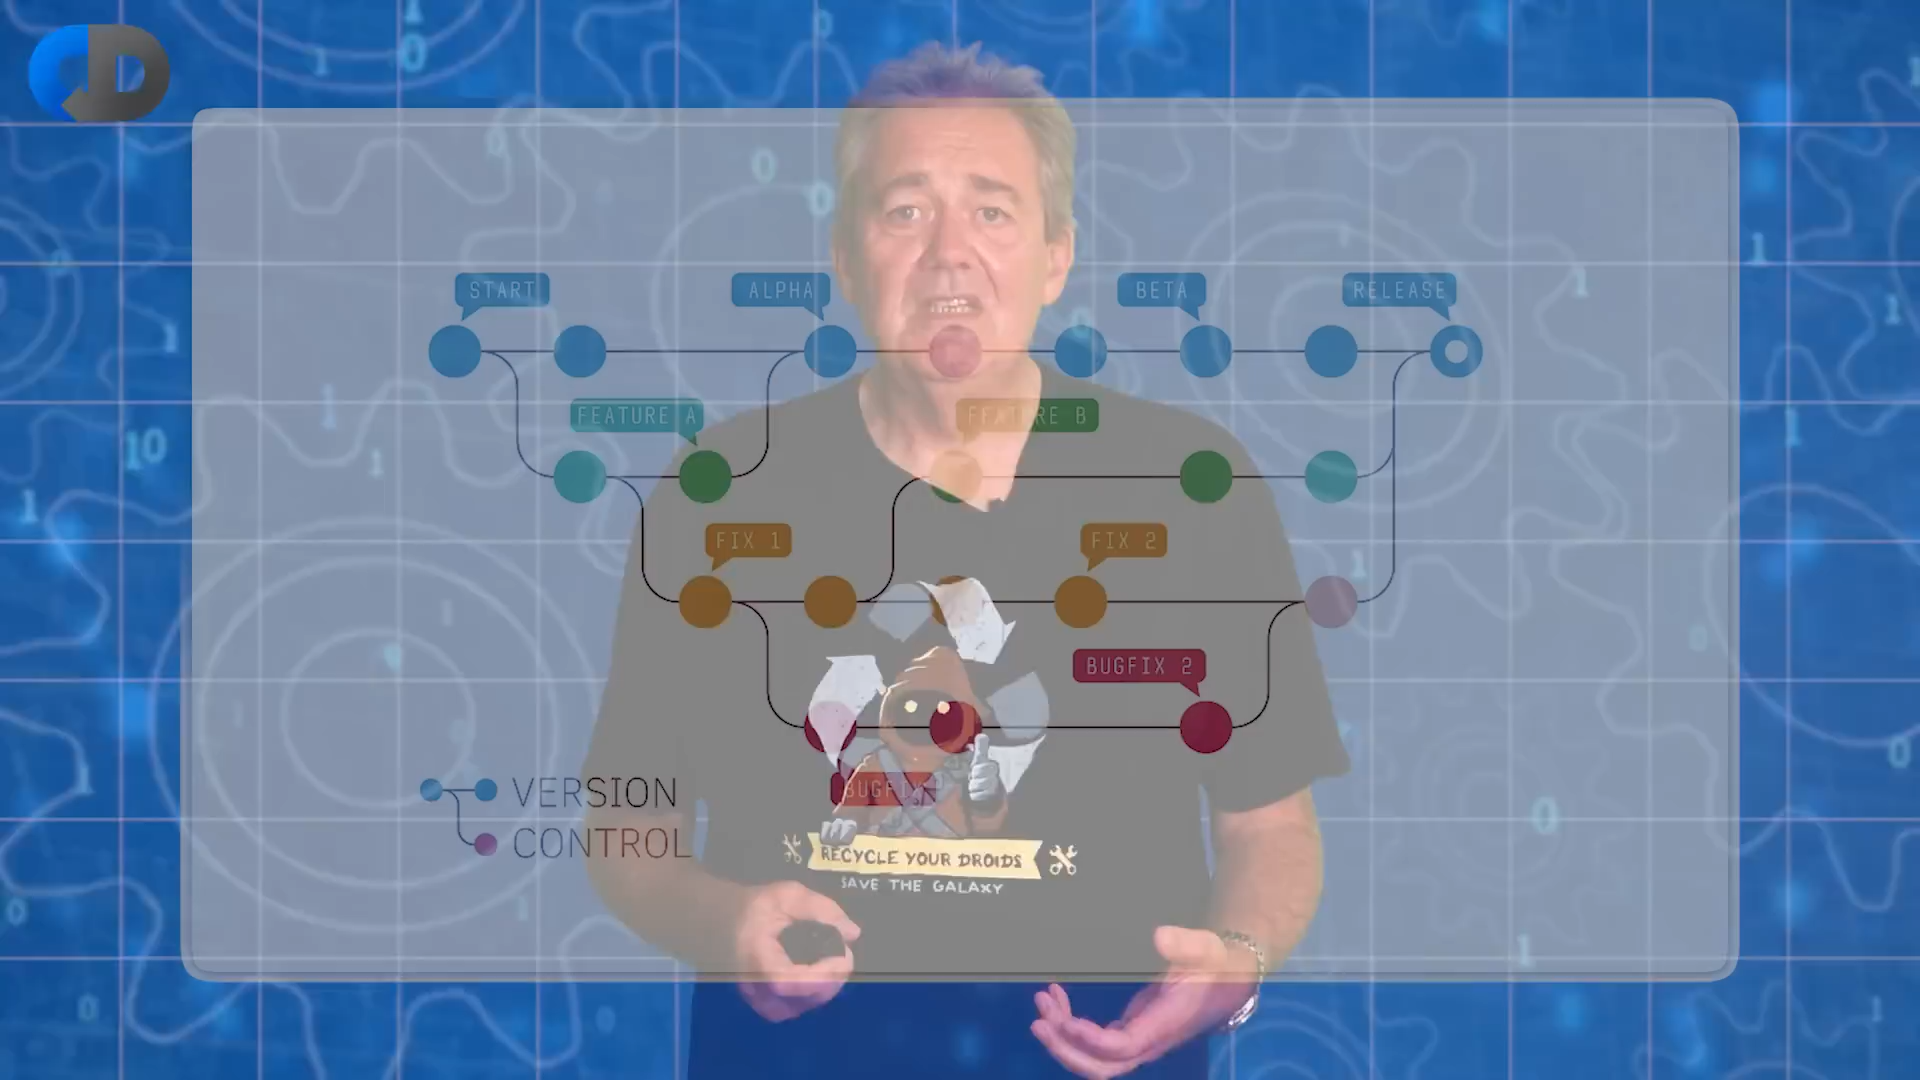 START
ALPHA
BETA
RELEASE
FEATURE A
FEATURE B
FIX 1
FIX 2
BUGFIX 2
VERSION
CONTROL
RECYCLE YOUR DROIDS
SAVE THE GALAXY